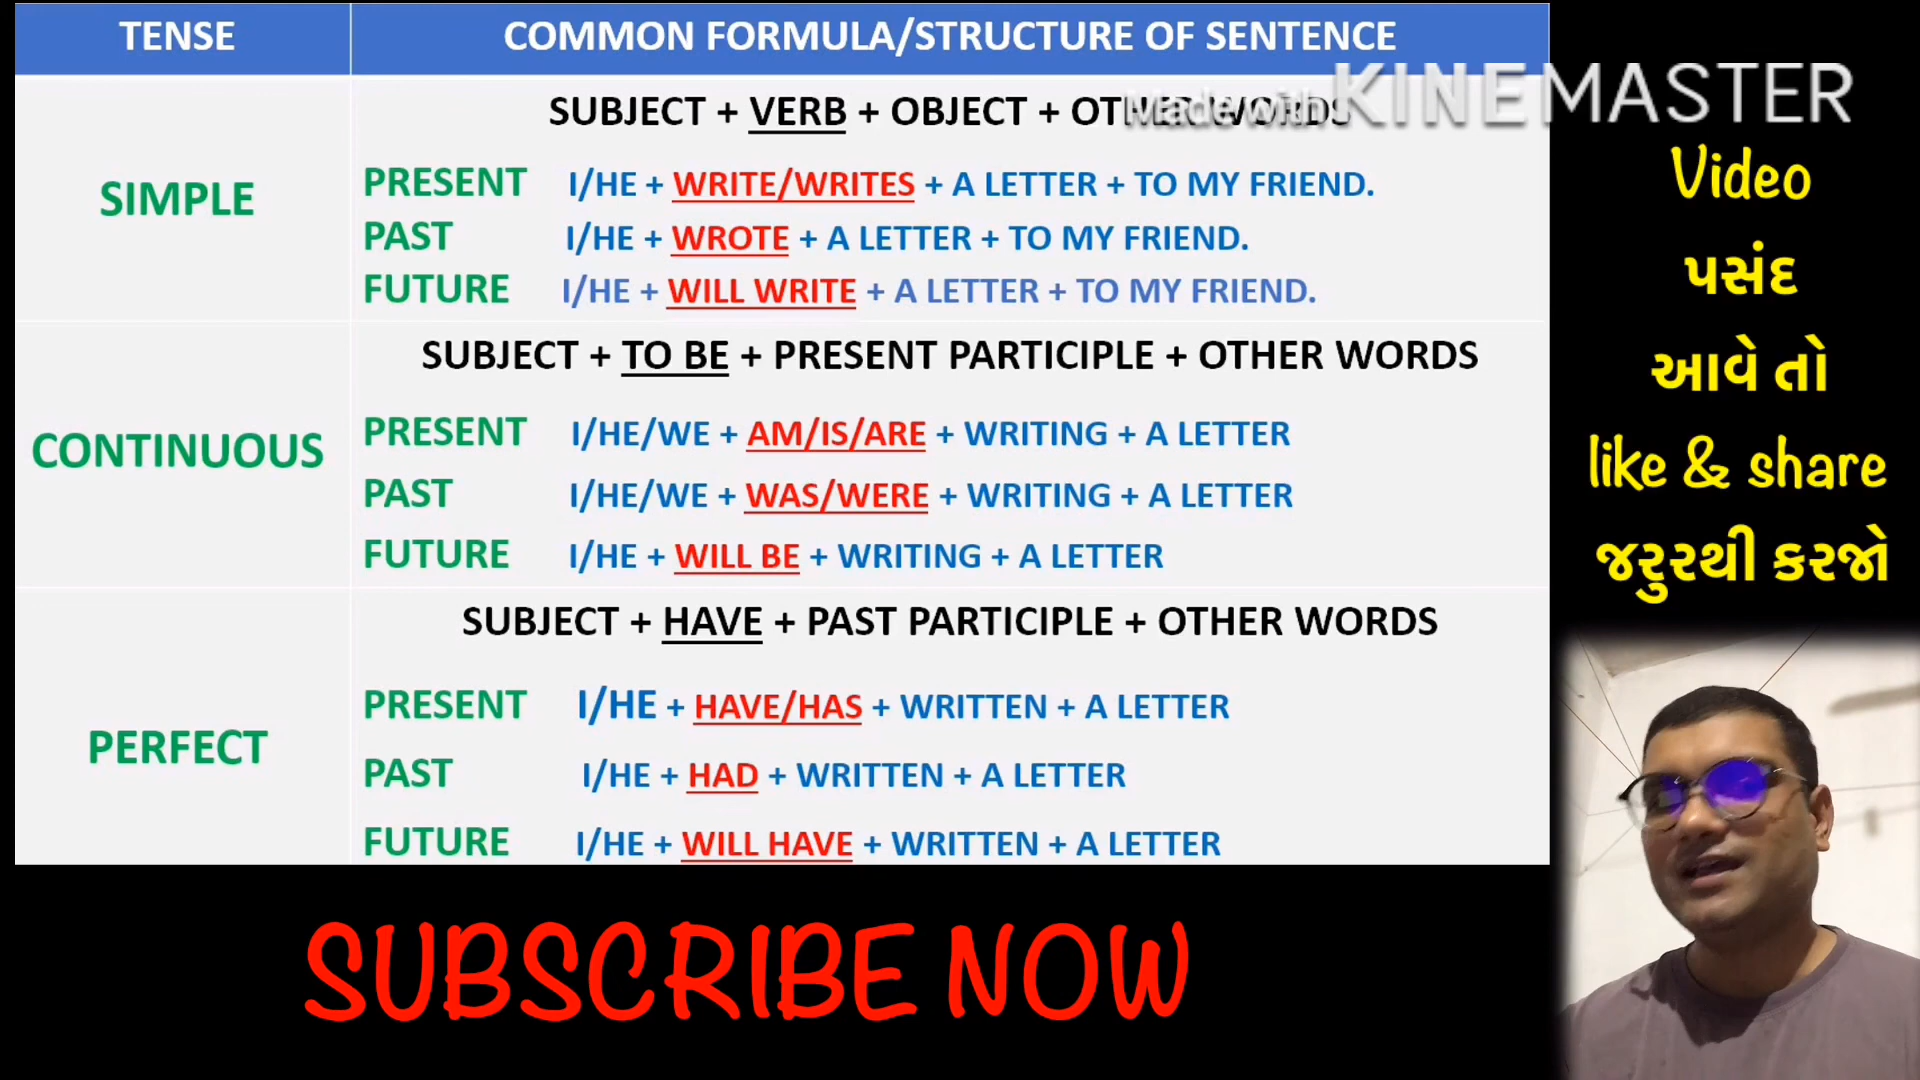 TENSE
COMMON FORMULA/STRUCTURE OF SENTENCE
SIMPLE
SUBJECT + VERB + OBJECT + OTHER WORDS
PRESENT I/HE + WRITE/WRITES + A LETTER + TO MY FRIEND.
PAST I/HE + WROTE + A LETTER + TO MY FRIEND.
FUTURE I/HE + WILL WRITE + A LETTER + TO MY FRIEND.
CONTINUOUS
SUBJECT + TO BE + PRESENT PARTICIPLE + OTHER WORDS
PRESENT I/HE/WE + AM/IS/ARE + WRITING + A LETTER
PAST I/HE/WE + WAS/WERE + WRITING + A LETTER
FUTURE I/HE + WILL BE + WRITING + A LETTER
PERFECT
SUBJECT + HAVE + PAST PARTICIPLE + OTHER WORDS
PRESENT I/HE + HAVE/HAS + WRITTEN + A LETTER
PAST I/HE + HAD + WRITTEN + A LETTER
FUTURE I/HE + WILL HAVE + WRITTEN + A LETTER
Made with KINEMASTER
Video
પસંદ
આવે તો
like & share
જરુરથી કરજો
SUBSCRIBE NOW